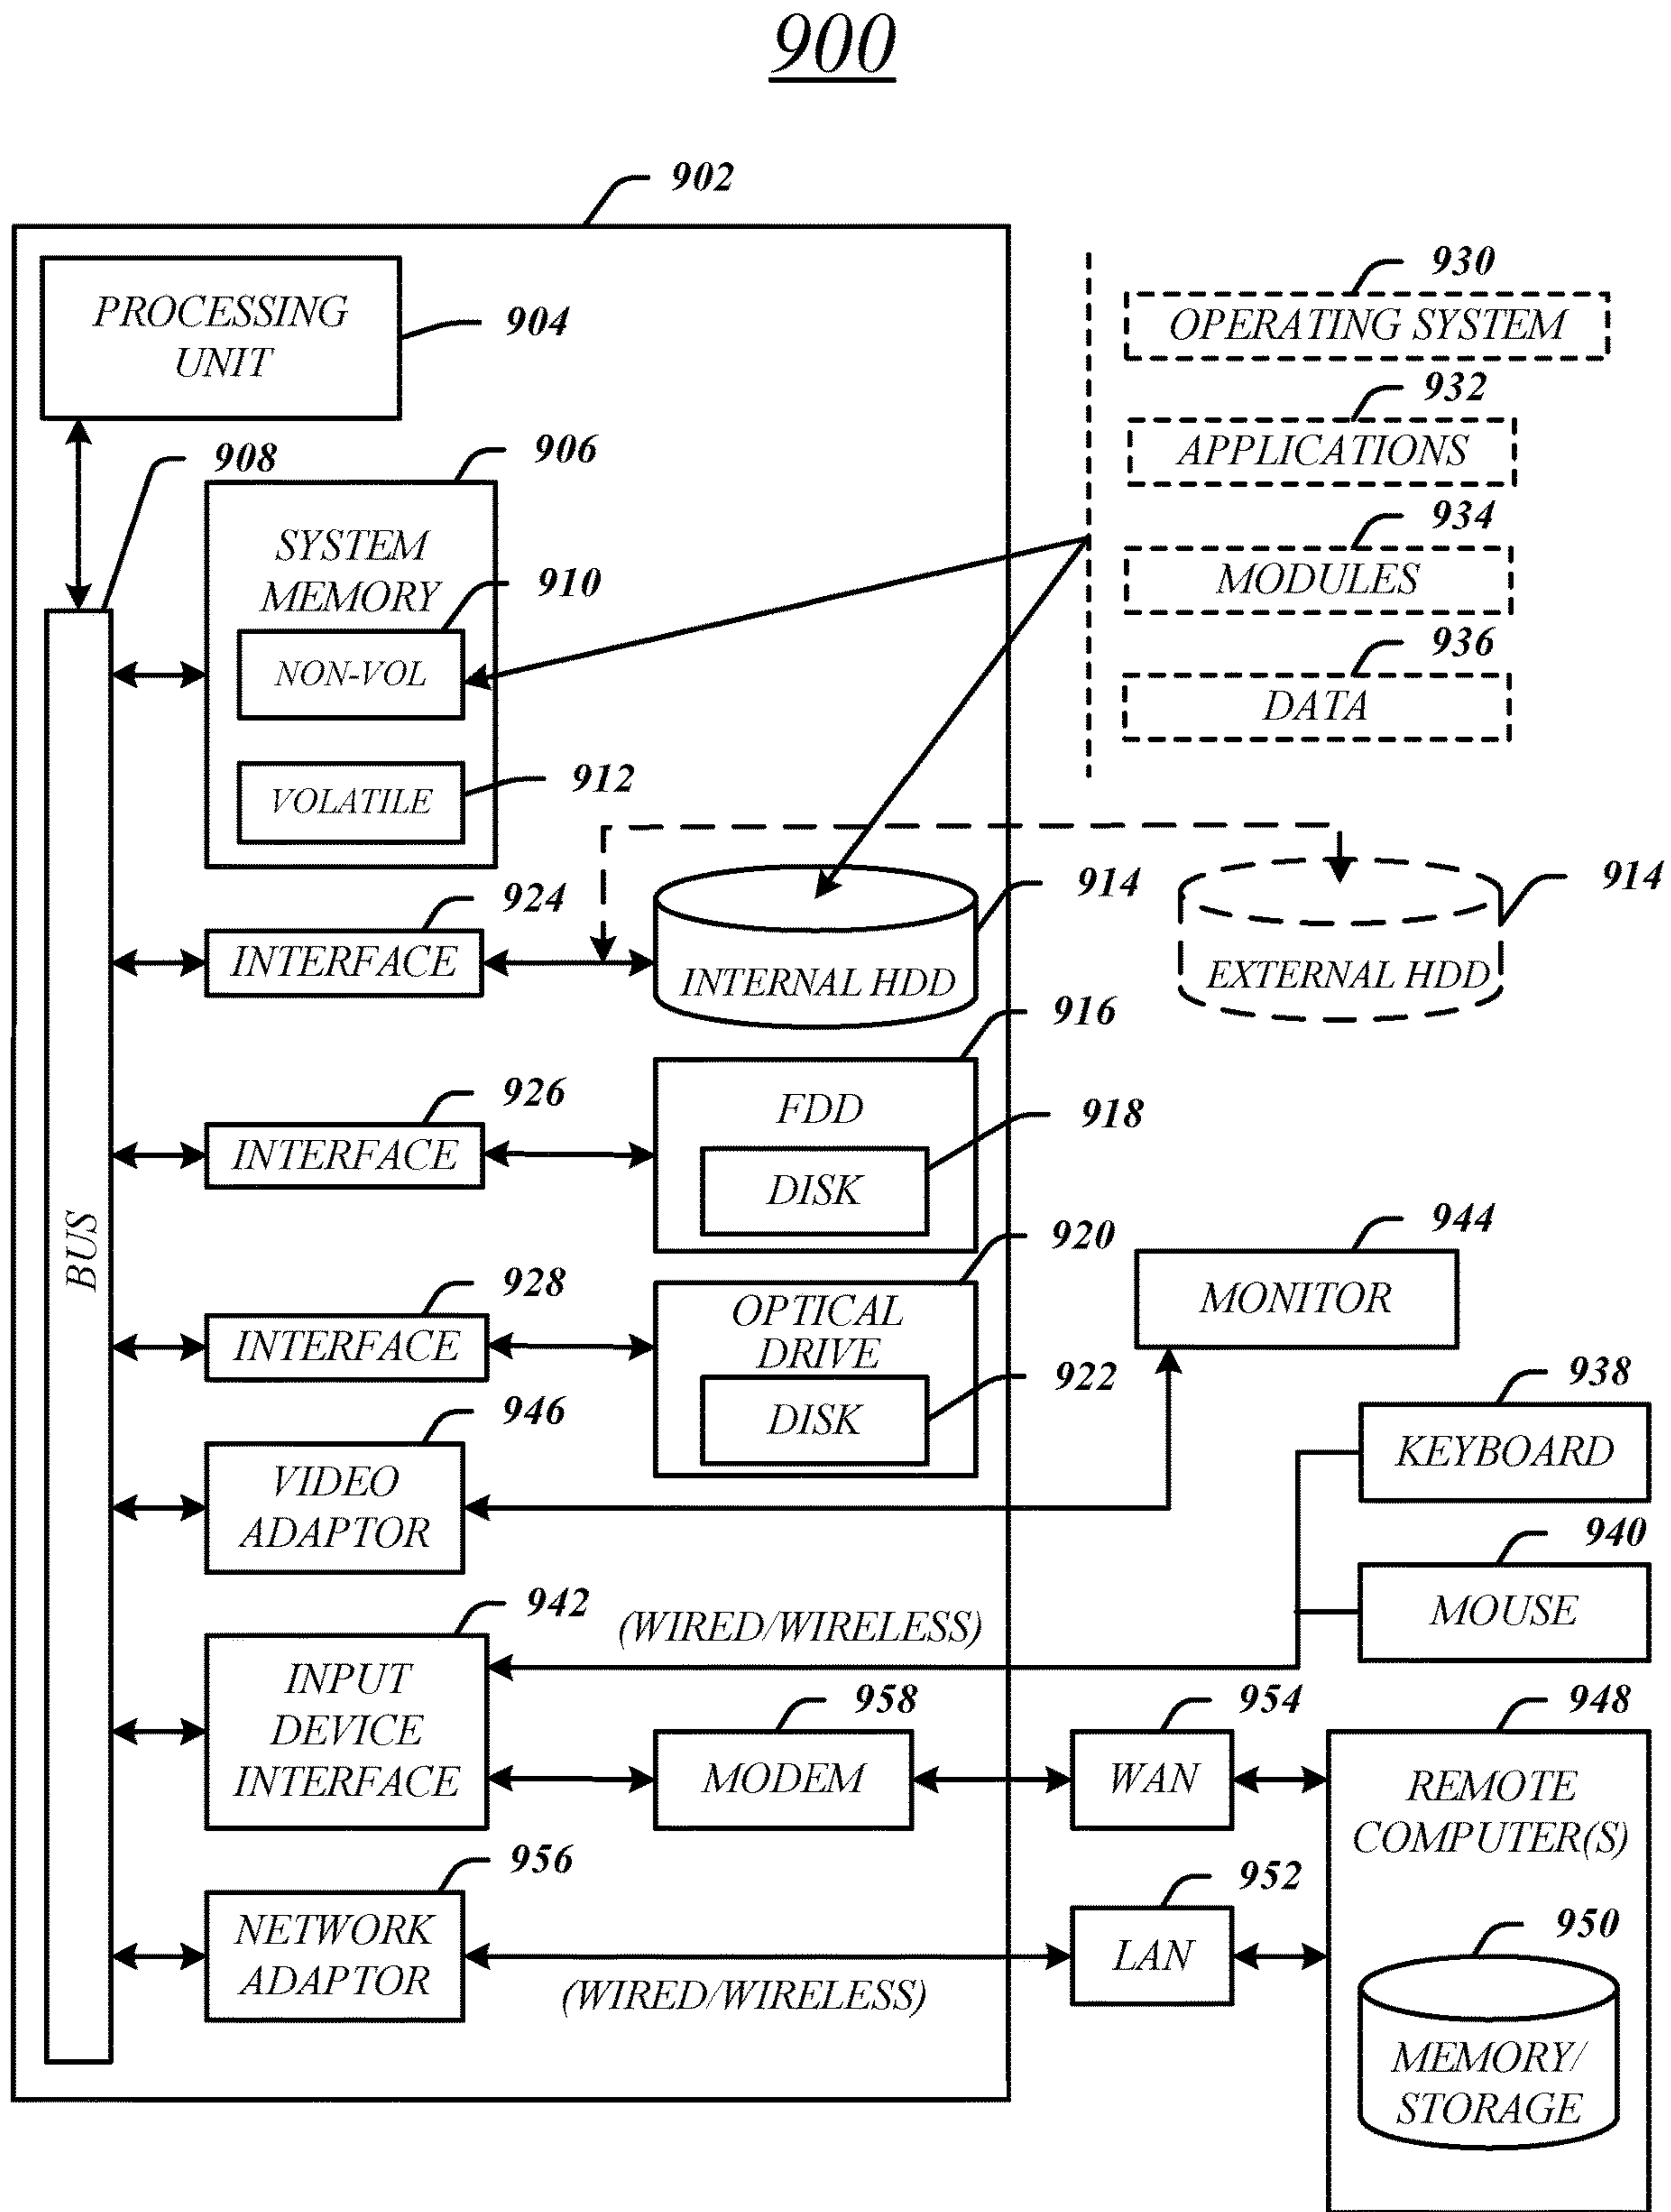 900
902
PROCESSING
UNIT
904
930
OPERATING SYSTEM
932
APPLICATIONS
934
MODULES
936
DATA
908
906
SYSTEM
MEMORY
910
NON-VOL
912
VOLATILE
BUS
924
INTERFACE
914
INTERNAL HDD
914
EXTERNAL HDD
916
926
INTERFACE
FDD
918
DISK
920
928
INTERFACE
OPTICAL
DRIVE
922
DISK
944
MONITOR
938
KEYBOARD
946
VIDEO
ADAPTOR
940
MOUSE
942
(WIRED/WIRELESS)
INPUT
DEVICE
INTERFACE
958
MODEM
954
WAN
948
REMOTE
COMPUTER(S)
956
NETWORK
ADAPTOR
(WIRED/WIRELESS)
952
LAN
950
MEMORY/
STORAGE